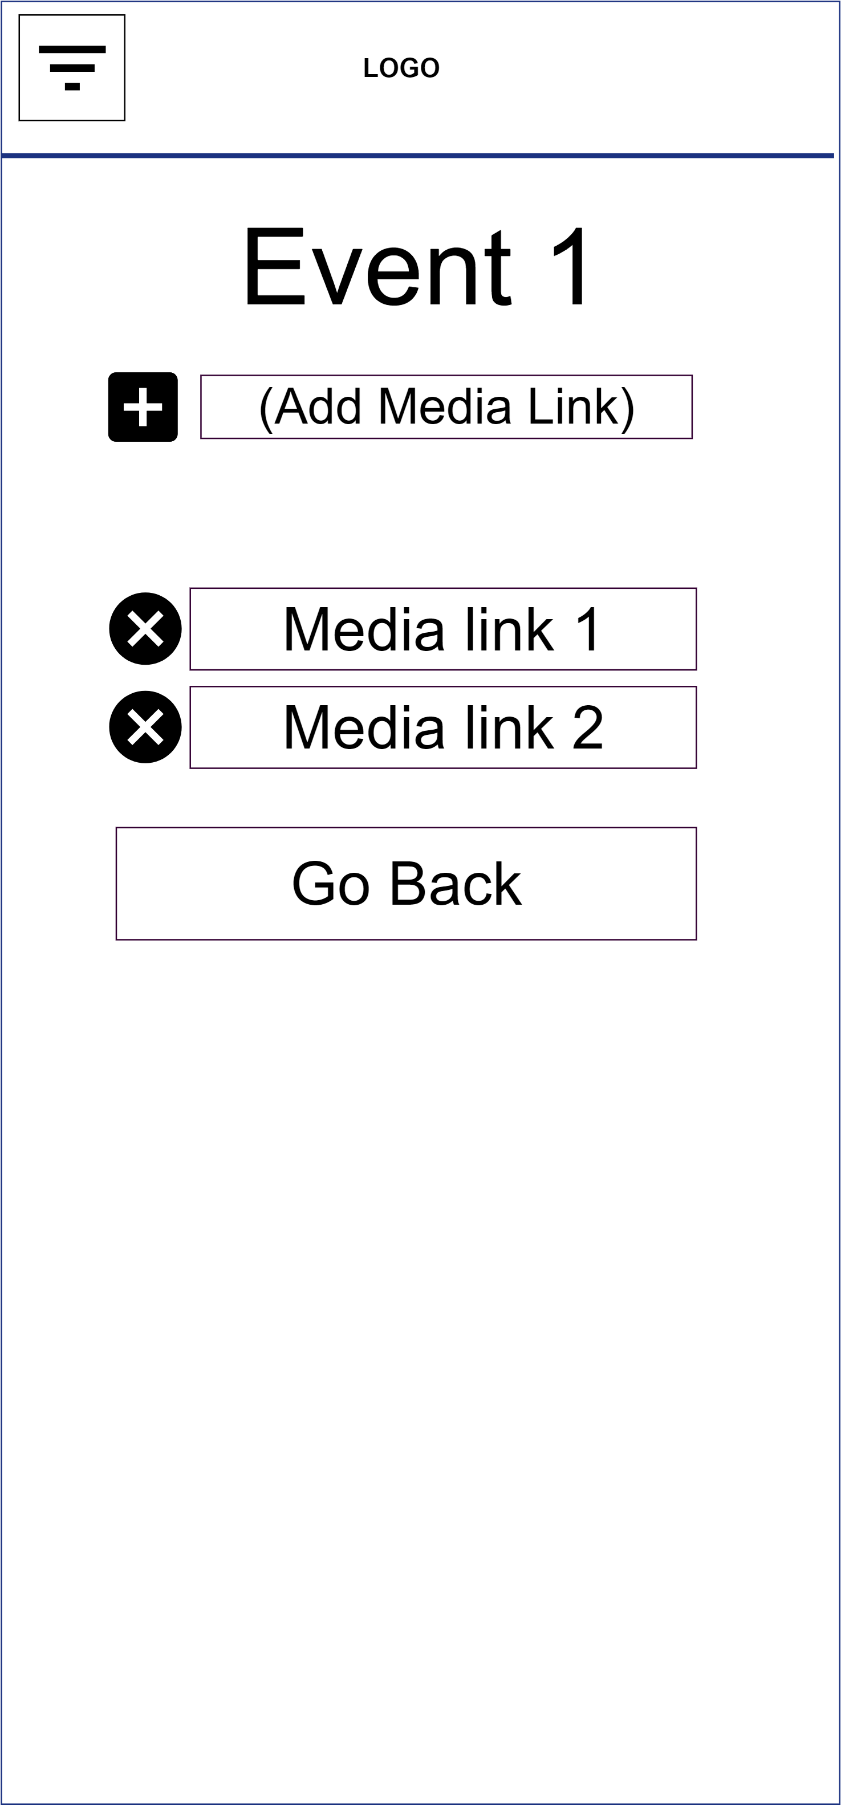 LOGO
Event 1
(Add Media Link)
Media link 1
Media link 2
Go Back